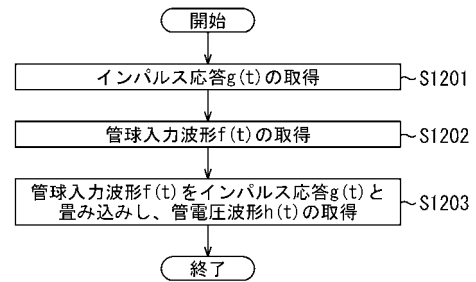 開始
インパルス応答g(t)の取得 S1201
管球入力波形f(t)の取得 S1202
管球入力波形f(t)をインパルス応答g(t)と
畳み込みし、管電圧波形h(t)の取得 S1203
終了